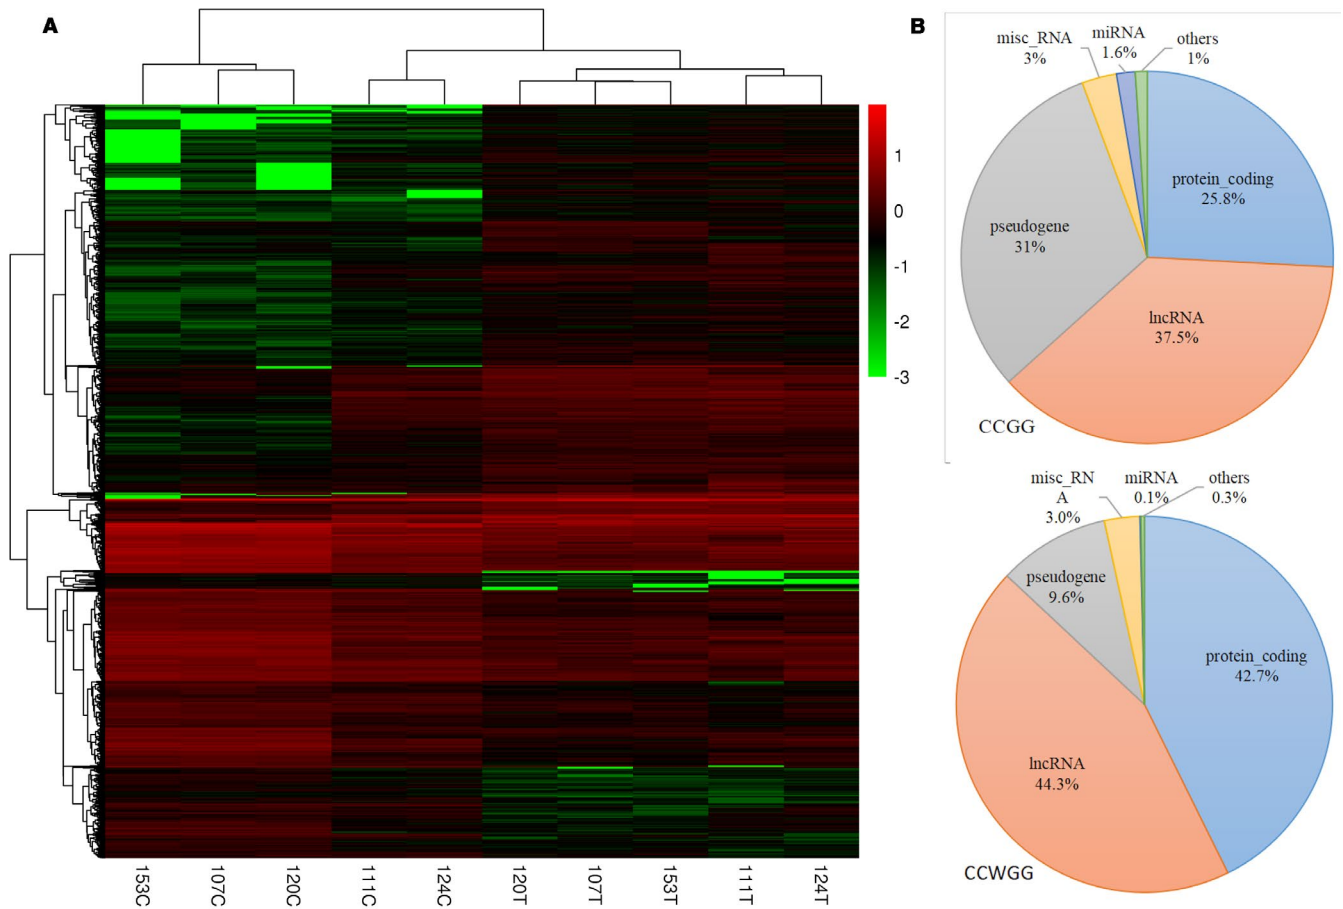 A
1
0
-1
-2
-3
153C
107C
120C
111C
124C
120T
107T
153T
111T
124T
B
misc_RNA
3%
miRNA
1.6%
others
1%
protein_coding
25.8%
pseudogene
31%
lncRNA
37.5%
CCGG
misc_RN
A
3.0%
miRNA
0.1%
others
0.3%
pseudogene
9.6%
protein_coding
42.7%
lncRNA
44.3%
CCWGG